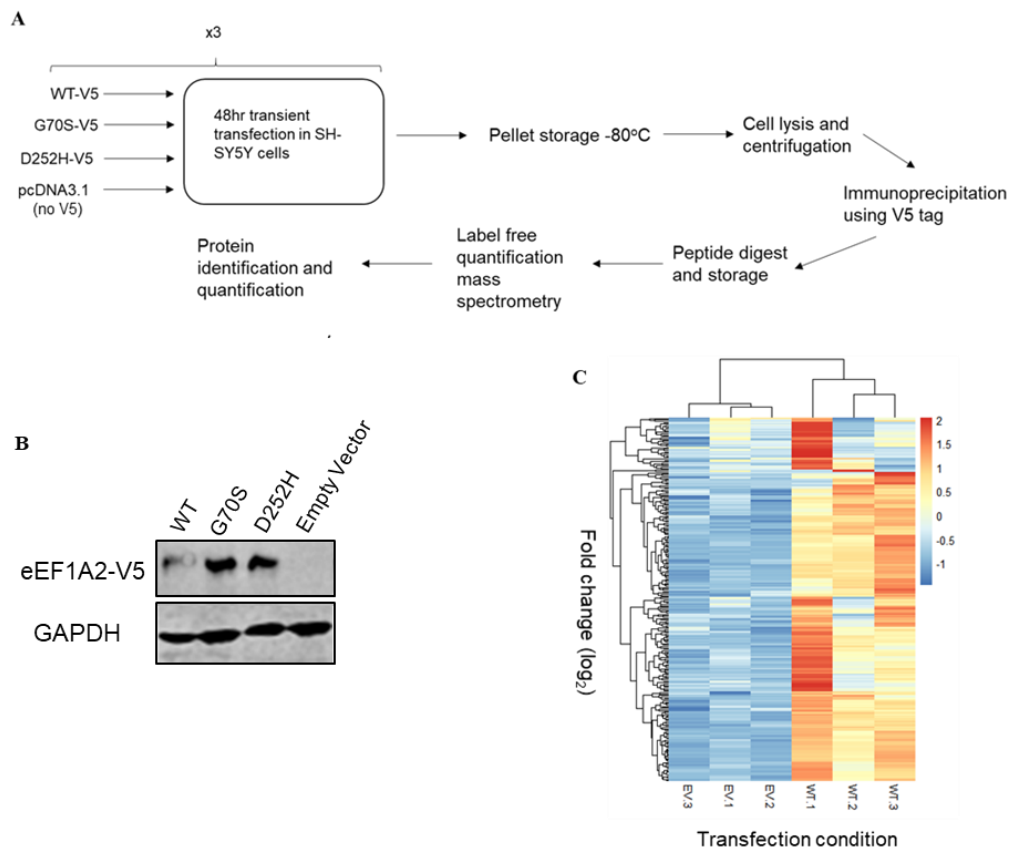 A
x3
WT-V5
G70S-V5
D252H-V5
pcDNA3.1
(no V5)
48hr transient
transfection in SH-
SY5Y cells
Pellet storage -80°C
Cell lysis and
centrifugation
Immunoprecipitation
using V5 tag
Peptide digest
and storage
Label free
quantification
mass
spectrometry
Protein
identification and
quantification
B
WT
G70S
D252H
Empty Vector
eEF1A2-V5
GAPDH
C
2
1.5
1
0.5
0
-0.5
-1
Fold change (log₂)
EV.3
EV.1
EV.2
WT.1
WT.2
WT.3
Transfection condition